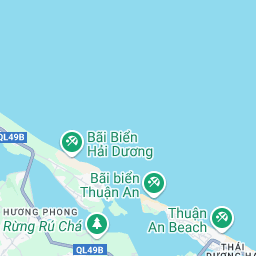 QL49B
QL49B
Bãi Biển
Hải Dương
Bãi biển
Thuận An
HƯƠNG PHONG
Rừng Rú Chá
Thuận
An Beach
QL49B
THÁI